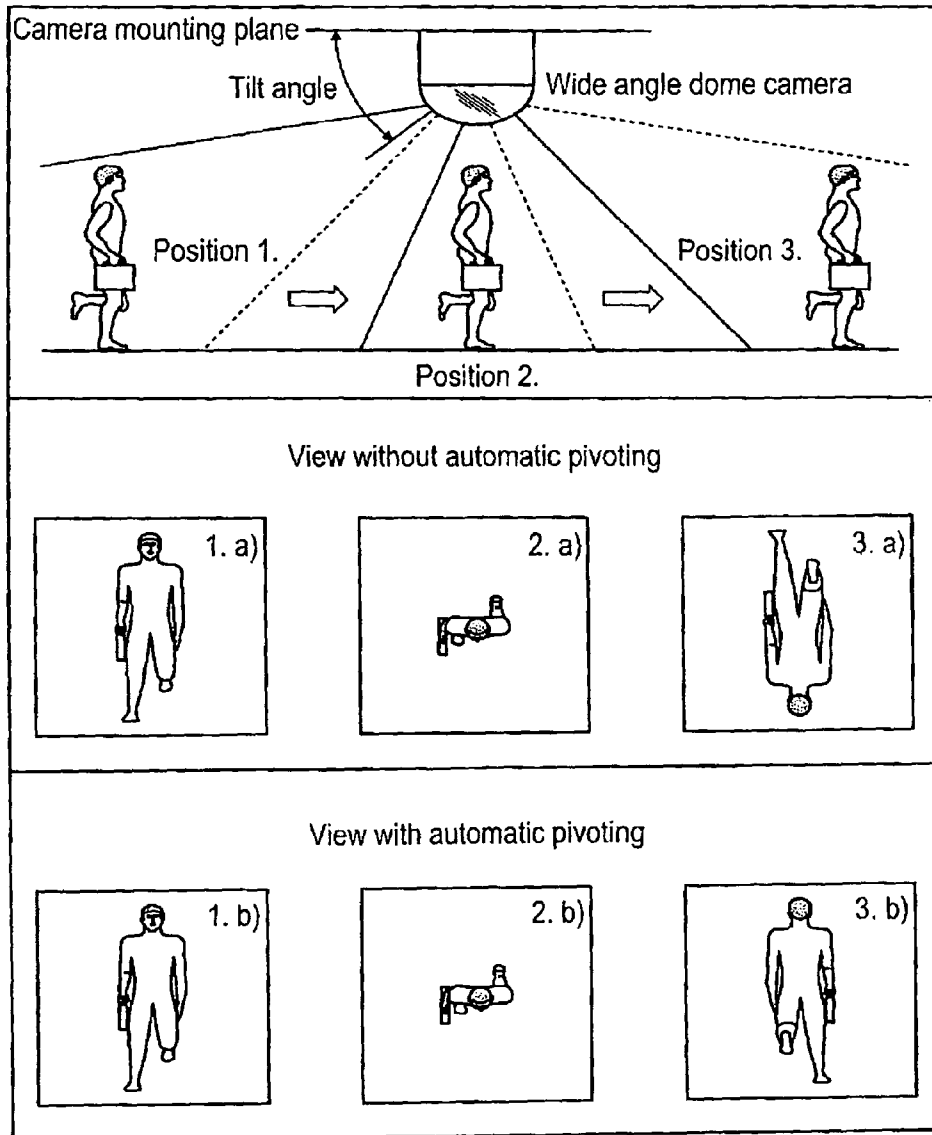 Camera mounting plane
Tilt angle
Wide angle dome camera
Position 1.
Position 3.
Position 2.
View without automatic pivoting
1. a)
2. a)
3. a)
View with automatic pivoting
1. b)
2. b)
3. b)